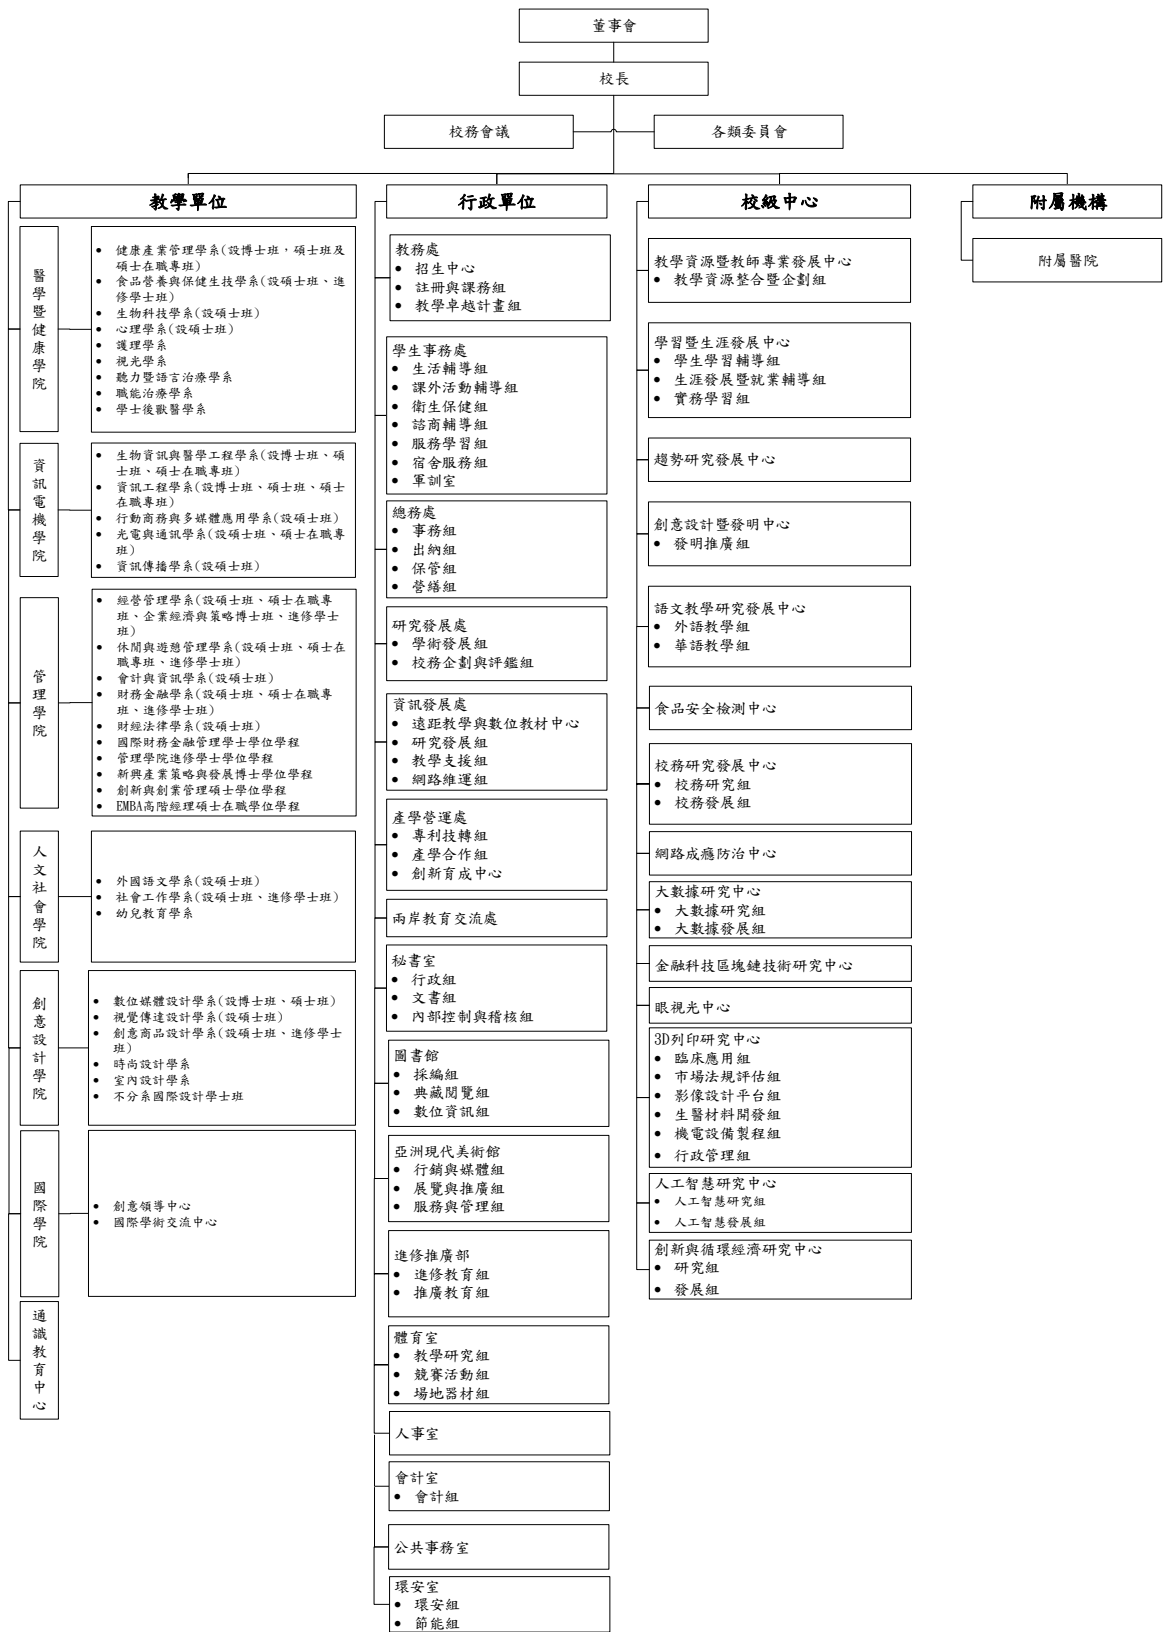 董事會
校長
校務會議
各類委員會
教學單位
行政單位
校級中心
附屬機構
醫學暨健康學院
• 健康產業管理學系(設博士班，碩士班及
碩士在職專班)
• 食品營養與保健生技學系(設碩士班、進
修學士班)
• 生物科技學系(設碩士班)
• 心理學系(設碩士班)
• 護理學系
• 視光學系
• 聽力暨語言治療學系
• 職能治療學系
• 學士後獸醫學系
資訊電機學院
• 生物資訊與醫學工程學系(設博士班、碩
士班、碩士在職專班)
• 資訊工程學系(設博士班、碩士班、碩士
在職專班)
• 行動商務與多媒體應用學系(設碩士班)
• 光電與通訊學系(設碩士班、碩士在職專
班)
• 資訊傳播學系(設碩士班)
管理學院
• 經營管理學系(設碩士班、碩士在職專
班、企業經濟與策略博士班、進修學士
班)
• 休閒與遊憩管理學系(設碩士班、碩士在
職專班、進修學士班)
• 會計與資訊學系(設碩士班)
• 財務金融學系(設碩士班、碩士在職專
班、進修學士班)
• 財經法律學系(設碩士班)
• 國際財務金融管理學士學位學程
• 管理學院進修學士學位學程
• 新興產業策略與發展博士學位學程
• 創新與創業管理碩士學位學程
• EMBA高階經理碩士在職學位學程
人文社會學院
• 外國語文學系(設碩士班)
• 社會工作學系(設碩士班、進修學士班)
• 幼兒教育學系
創意設計學院
• 數位媒體設計學系(設博士班、碩士班)
• 視覺傳達設計學系(設碩士班)
• 創意商品設計學系(設碩士班、進修學士
班)
• 時尚設計學系
• 室內設計學系
• 不分系國際設計學士班
國際學院
• 創意領導中心
• 國際學術交流中心
通識教育中心
教務處
• 招生中心
• 註冊與課務組
• 教學卓越計畫組
學生事務處
• 生活輔導組
• 課外活動輔導組
• 衛生保健組
• 諮商輔導組
• 服務學習組
• 宿舍服務組
• 軍訓室
總務處
• 事務組
• 出納組
• 保管組
• 營繕組
研究發展處
• 學術發展組
• 校務企劃與評鑑組
資訊發展處
• 遠距教學與數位教材中心
• 研究發展組
• 教學支援組
• 網路維運組
產學營運處
• 專利技轉組
• 產學合作組
• 創新育成中心
兩岸教育交流處
秘書室
• 行政組
• 文書組
• 內部控制與稽核組
圖書館
• 採編組
• 典藏閱覽組
• 數位資訊組
亞洲現代美術館
• 行銷與媒體組
• 展覽與推廣組
• 服務與管理組
進修推廣部
• 進修教育組
• 推廣教育組
體育室
• 教學研究組
• 競賽活動組
• 場地器材組
人事室
會計室
• 會計組
公共事務室
環安室
• 環安組
• 節能組
教學資源暨教師專業發展中心
• 教學資源整合暨企劃組
學習暨生涯發展中心
• 學生學習輔導組
• 生涯發展暨就業輔導組
• 實務學習組
趨勢研究發展中心
創意設計暨發明中心
• 發明推廣組
語文教學研究發展中心
• 外語教學組
• 華語教學組
食品安全檢測中心
校務研究發展中心
• 校務研究組
• 校務發展組
網路成癮防治中心
大數據研究中心
• 大數據研究組
• 大數據發展組
金融科技區塊鏈技術研究中心
眼視光中心
3D列印研究中心
• 臨床應用組
• 市場法規評估組
• 影像設計平台組
• 生醫材料開發組
• 機電設備製程組
• 行政管理組
人工智慧研究中心
• 人工智慧研究組
• 人工智慧發展組
創新與循環經濟研究中心
• 研究組
• 發展組
附屬醫院